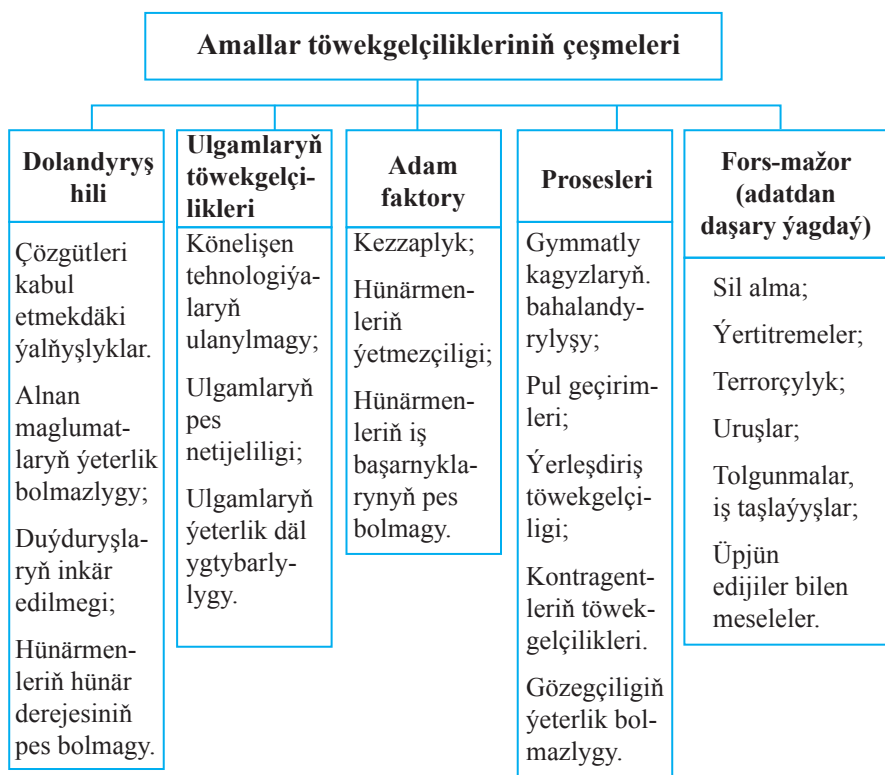 Amallar töwekgelçilikleriniň çeşmeleri
Dolandyryş
hili
Çözgütleri
kabul
etmekdäki
ýalňyşlyklar.
Alnan
maglumat-
laryň ýeterlik
bolmazlygy;
Duýduryşla-
ryň inkär
edilmegi;
Hünärmen-
leriň hünär
derejesiniň
pes bolmagy.
Ulgamlaryň
töwekgelçi-
likleri
Könelişen
tehnologiýa-
laryň
ulanylmagy;
Ulgamlaryň
pes
netijeliligi;
Ulgamlaryň
ýeterlik däl
ygtybarly-
lygy.
Adam
faktory
Kezzaplyk;
Hünärmen-
leriň
ýetmezçiligi;
Hünärmen-
leriň iş
başarnykla-
rynyň pes
bolmagy.
Prosesleri
Gymmatly
kagyzlaryň.
bahalandy-
rylyşy;
Pul geçirim-
leri;
Ýerleşdiriş
töwekgelçi-
ligi;
Kontragent-
leriň töwek-
gelçilikleri.
Gözegçiligiň
ýeterlik bol-
mazlygy.
Fors-mažor
(adatdan
daşary ýagdaý)
Sil alma;
Ýertitremeler;
Terrorçylyk;
Uruşlar;
Tolgunmalar,
iş taşlaýyşlar;
Üpjün
edijiler bilen
meseleler.